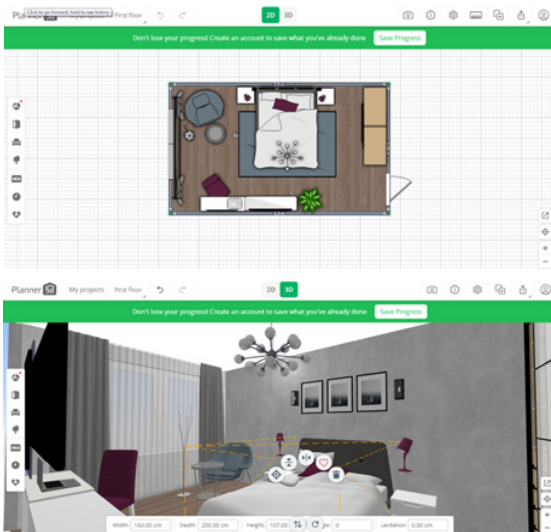 Click to go forward, hold to see history
First floor
2D 3D
Don't lose your progress! Create an account to save what you've already done Save Progress
Planner 5d My projects First floor 2D 3D
Don't lose your progress! Create an account to save what you've already done Save Progress
Width: 160.00 cm Depth: 200.00 cm Height: 107.00 0 Levitation: 0.00 cm